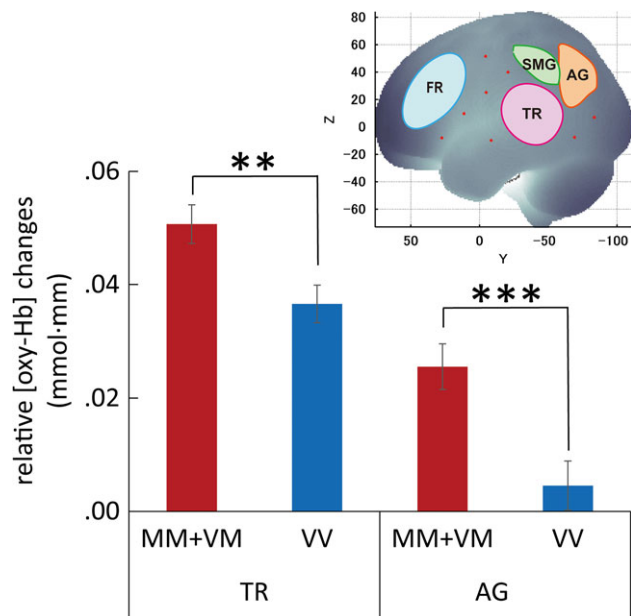 80
60
40
20
0
−20
−40
−60
Z
50
0
−50
−100
Y
FR
SMG
AG
TR
relative [oxy-Hb] changes
(mmol·mm)
.06
.04
.02
.00
**
***
MM+VM
VV
MM+VM
VV
TR
AG